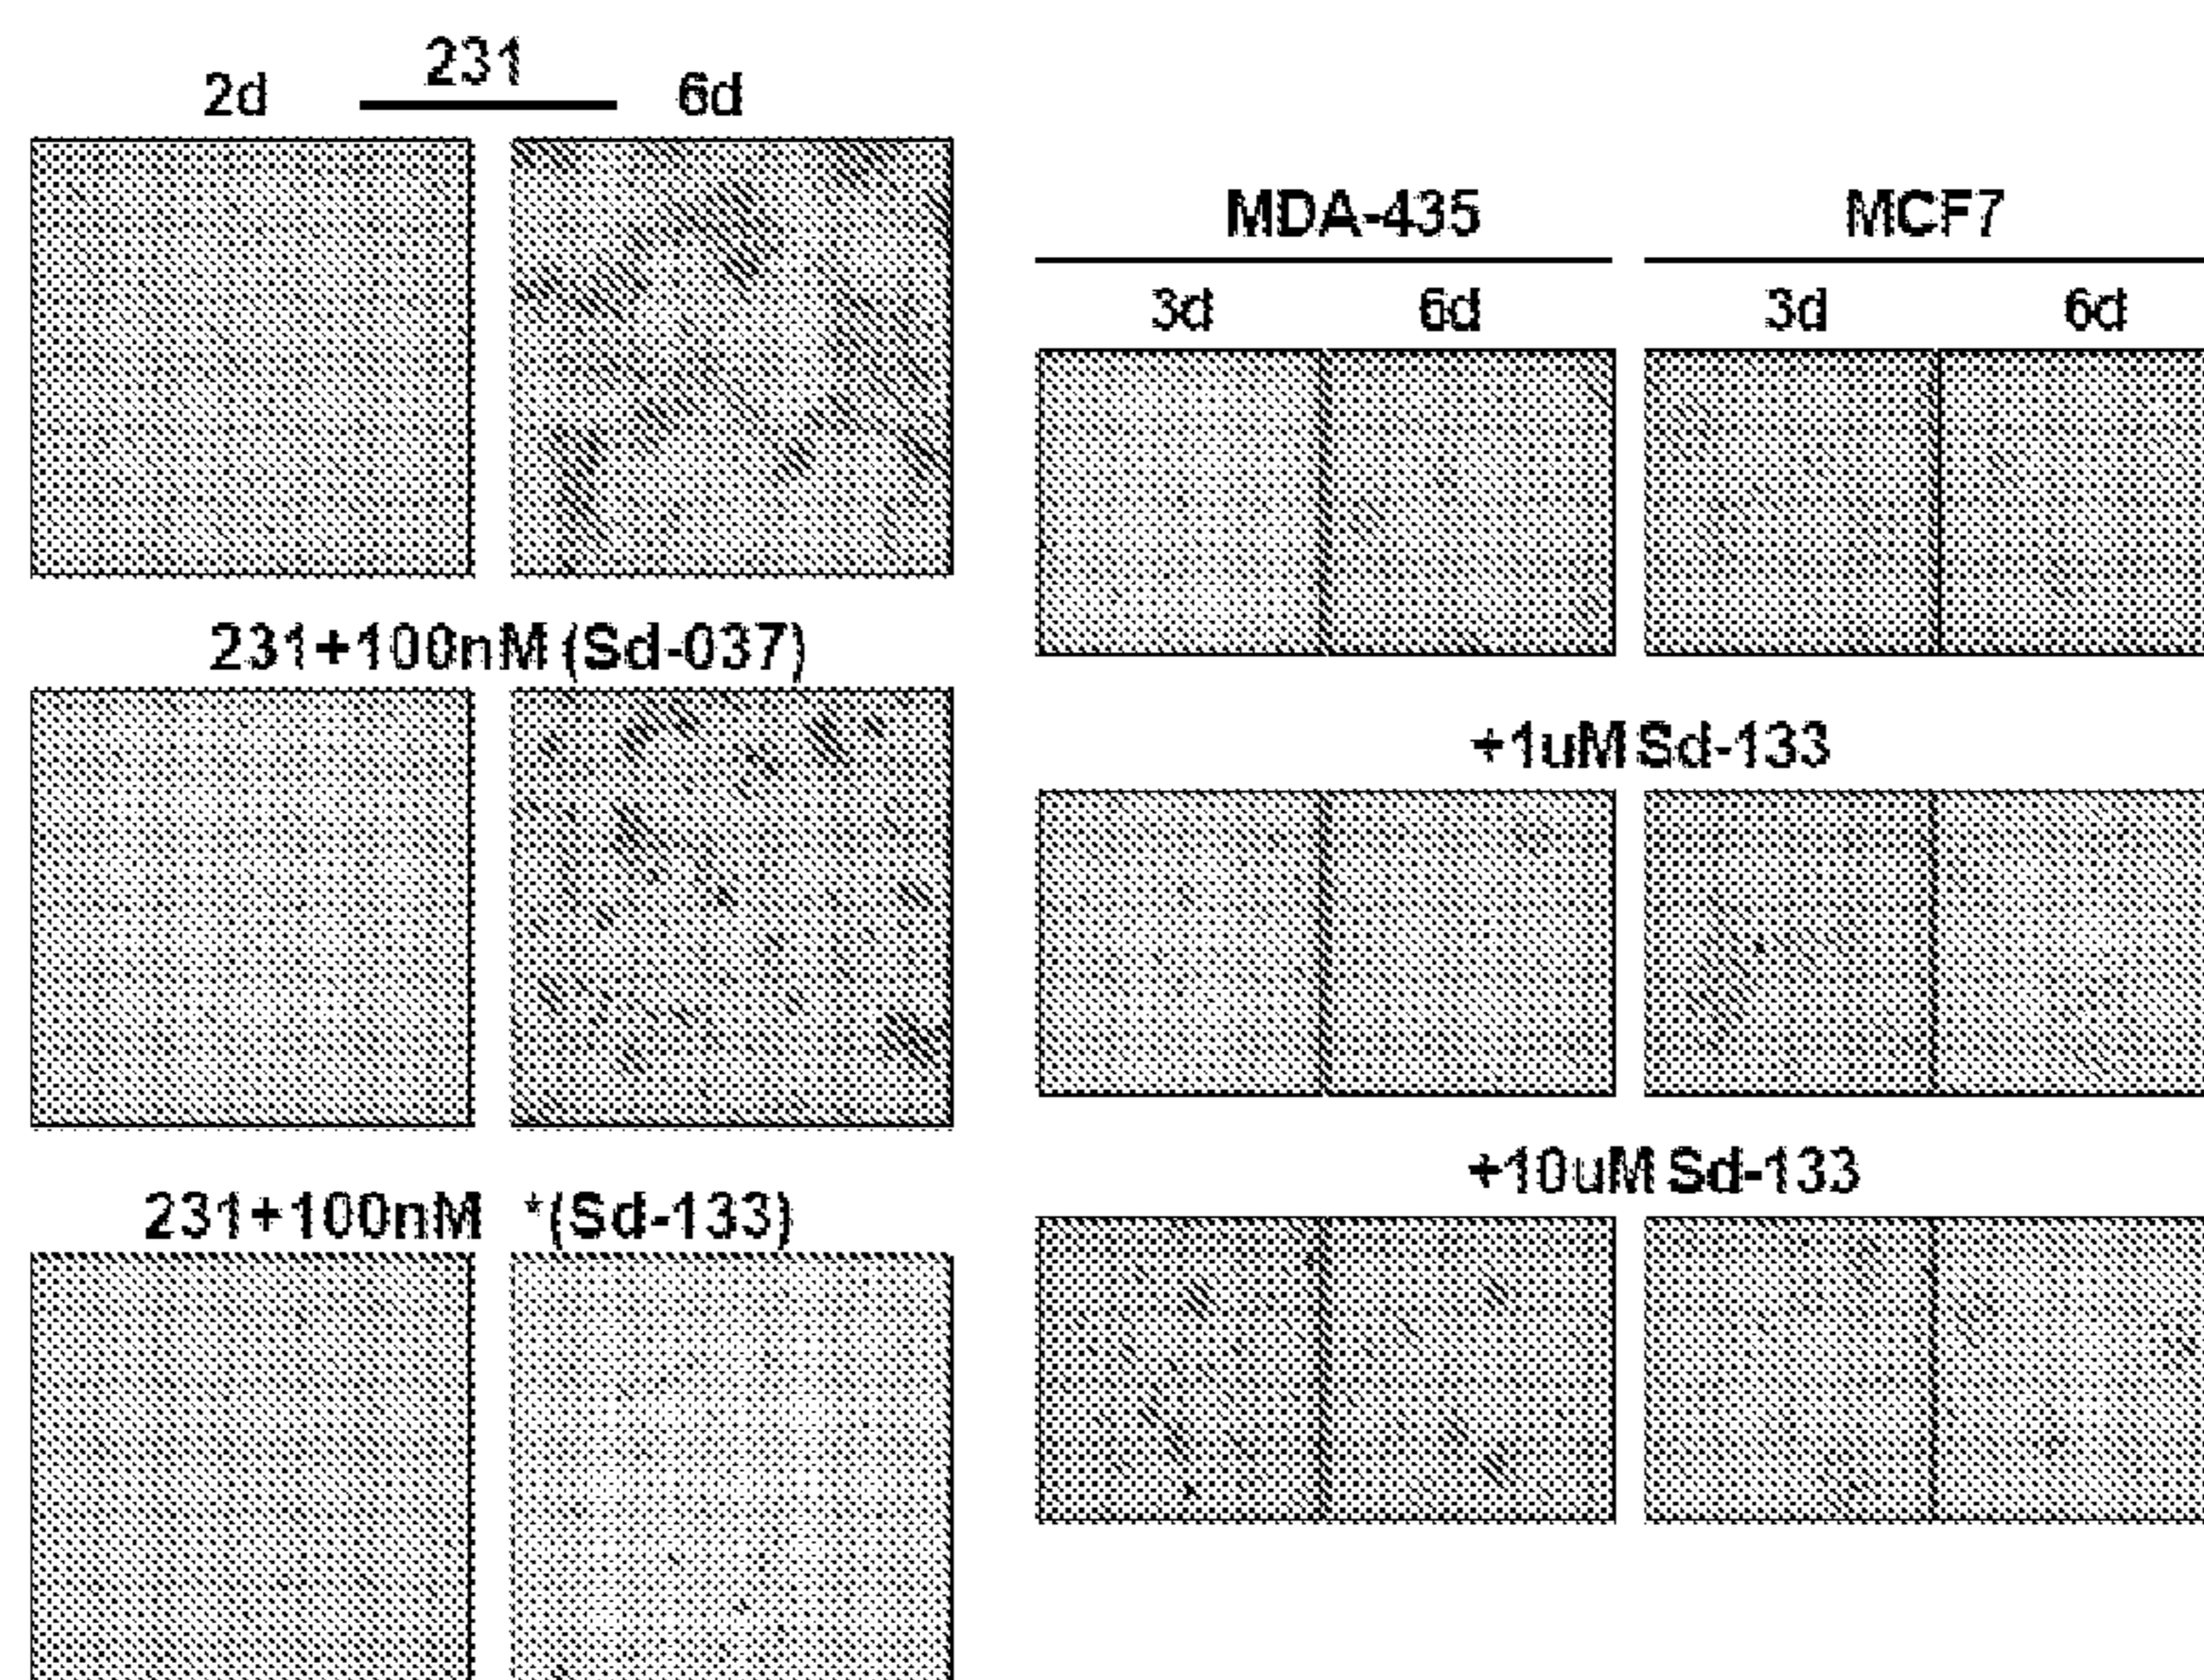 231
2d 6d
231+100nM (Sd-037)
231+100nM *(Sd-133)
MDA-435 MCF7
3d 6d 3d 6d
+1uM Sd-133
+10uM Sd-133